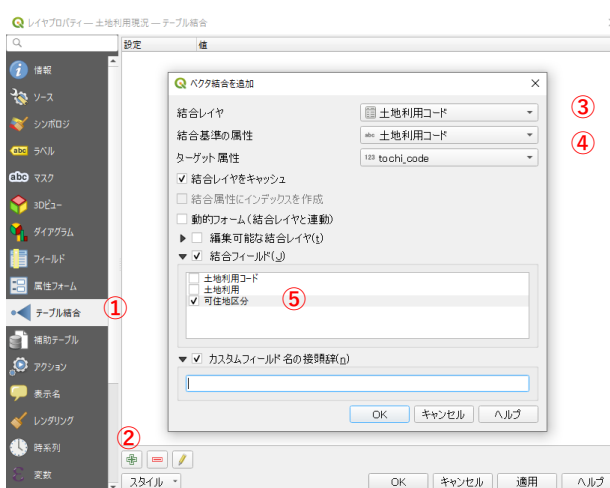 レイヤプロパティ — 土地利用現況 — テーブル結合
設定 値
情報
ソース
シンボロジ
abc ラベル
abc マスク
3Dビュー
ダイアグラム
フィールド
属性フォーム
テーブル結合 ①
補助テーブル
アクション
表示名
レンダリング
時系列
変数
ベクタ結合を追加
結合レイヤ 土地利用コード ③
結合基準の属性 abc 土地利用コード ④
ターゲット属性 123 tochi_code
結合レイヤをキャッシュ
結合属性にインデックスを作成
動的フォーム(結合レイヤと連動)
編集可能な結合レイヤ(t)
結合フィールド(J)
土地利用コード
土地利用
可住地区分 ⑤
カスタムフィールド名の接頭辞(n)
OK キャンセル ヘルプ
②
スタイル OK キャンセル 適用 ヘルプ